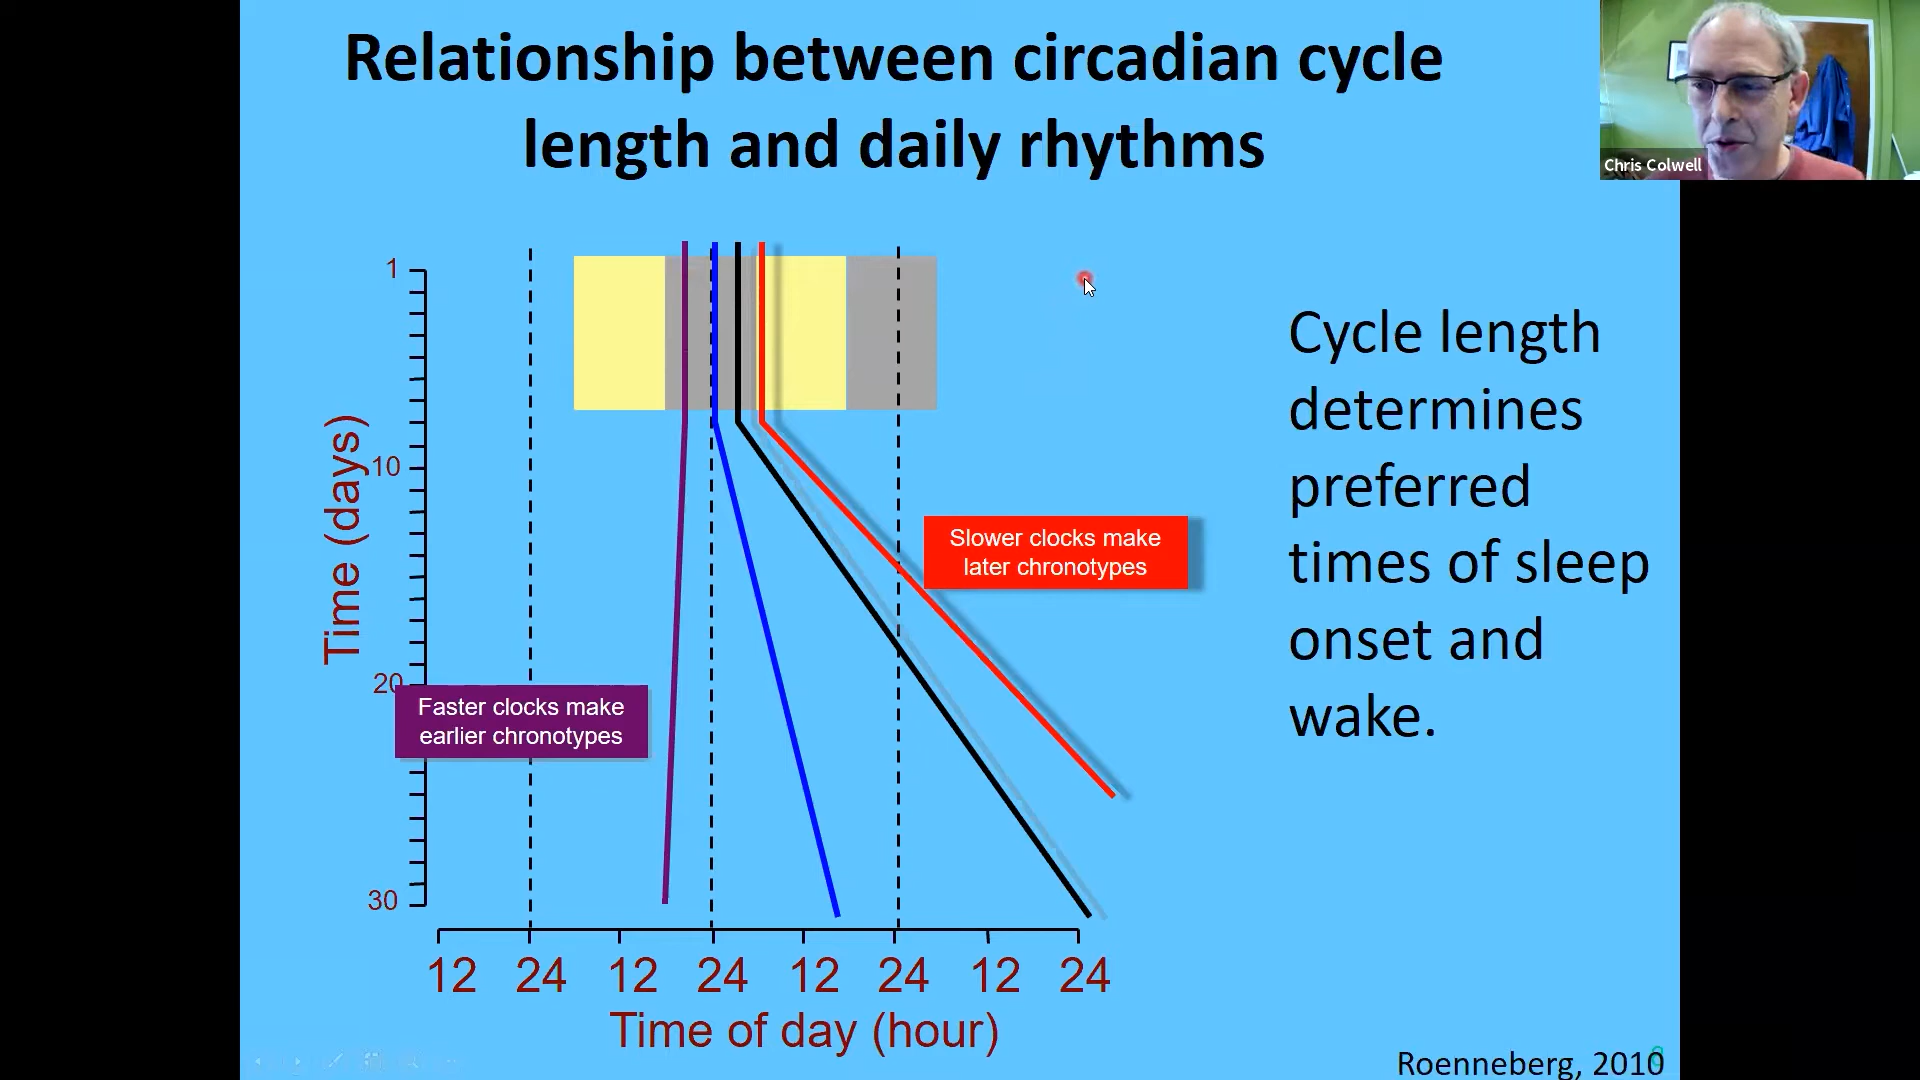 Relationship between circadian cycle
length and daily rhythms
Chris Colwell
1
10
20
30
Time (days)
Slower clocks make
later chronotypes
Faster clocks make
earlier chronotypes
Cycle length
determines
preferred
times of sleep
onset and
wake.
12 24 12 24 12 24 12 24
Time of day (hour)
Roenneberg, 2010